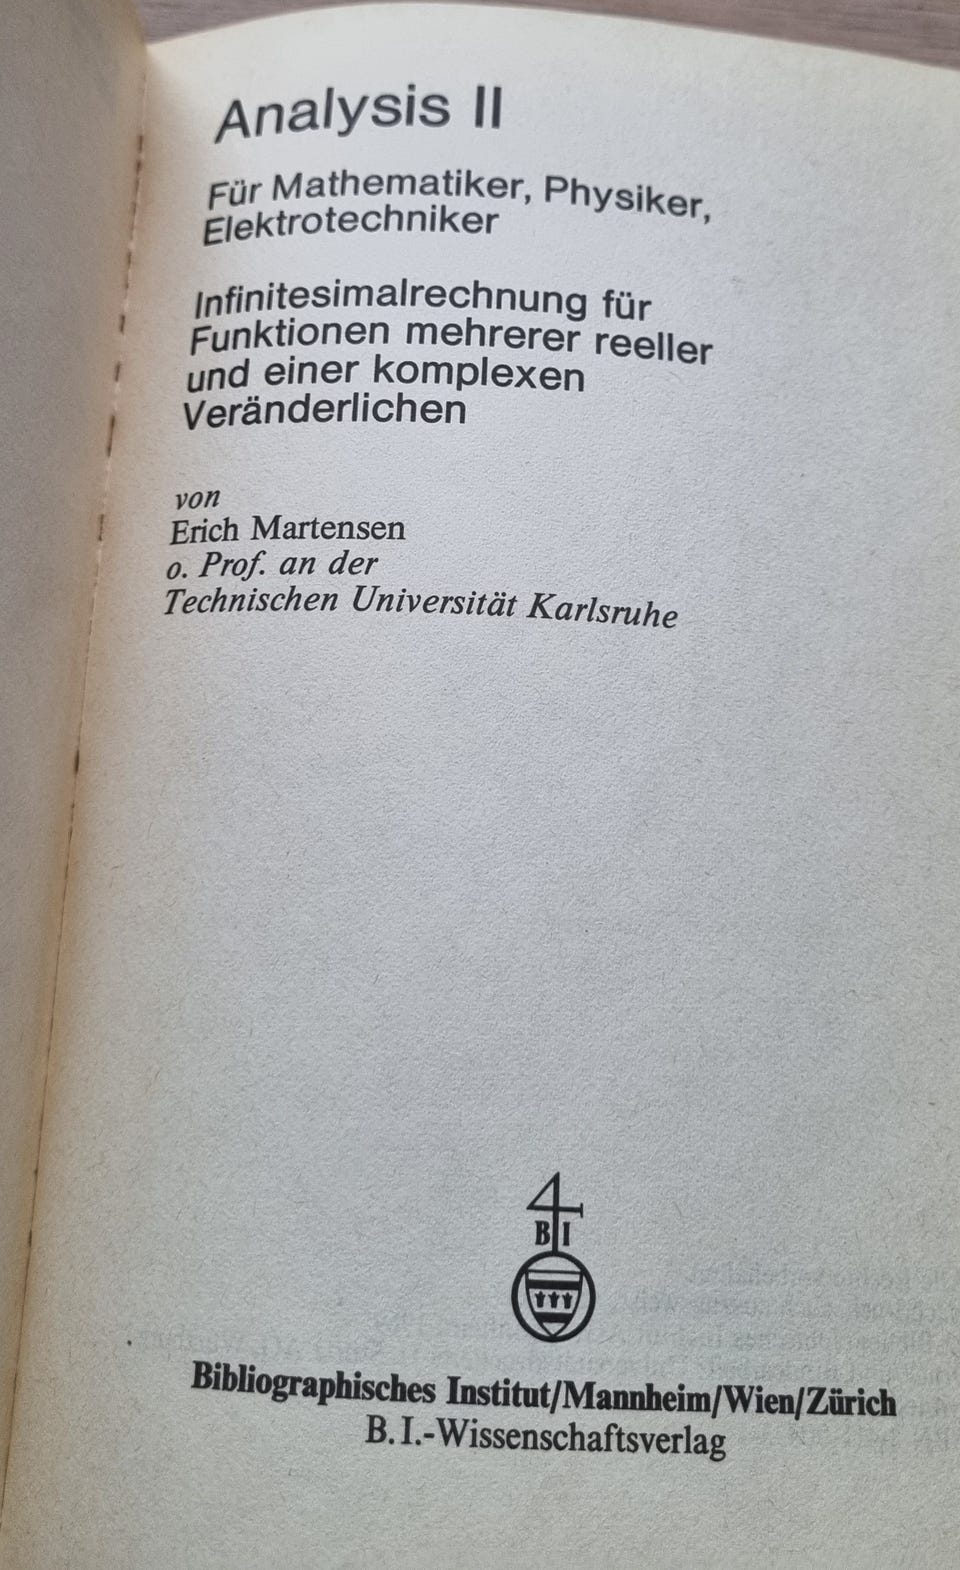 Analysis II
Für Mathematiker, Physiker,
Elektrotechniker
Infinitesimalrechnung für
Funktionen mehrerer reeller
und einer komplexen
Veränderlichen
von
Erich Martensen
o. Prof. an der
Technischen Universität Karlsruhe
B I
Bibliographisches Institut/Mannheim/Wien/Zürich
B. I.-Wissenschaftsverlag